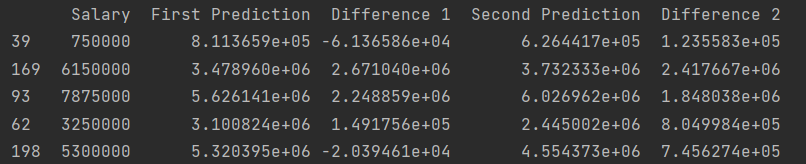 Salary First Prediction Difference 1 Second Prediction Difference 2
39 750000 8.113659e+05 -6.136586e+04 6.264417e+05 1.235583e+05
169 6150000 3.478960e+06 2.671040e+06 3.732333e+06 2.417667e+06
93 7875000 5.626141e+06 2.248859e+06 6.026962e+06 1.848038e+06
62 3250000 3.100824e+06 1.491756e+05 2.445002e+06 8.049984e+05
198 5300000 5.320395e+06 -2.039461e+04 4.554373e+06 7.456274e+05